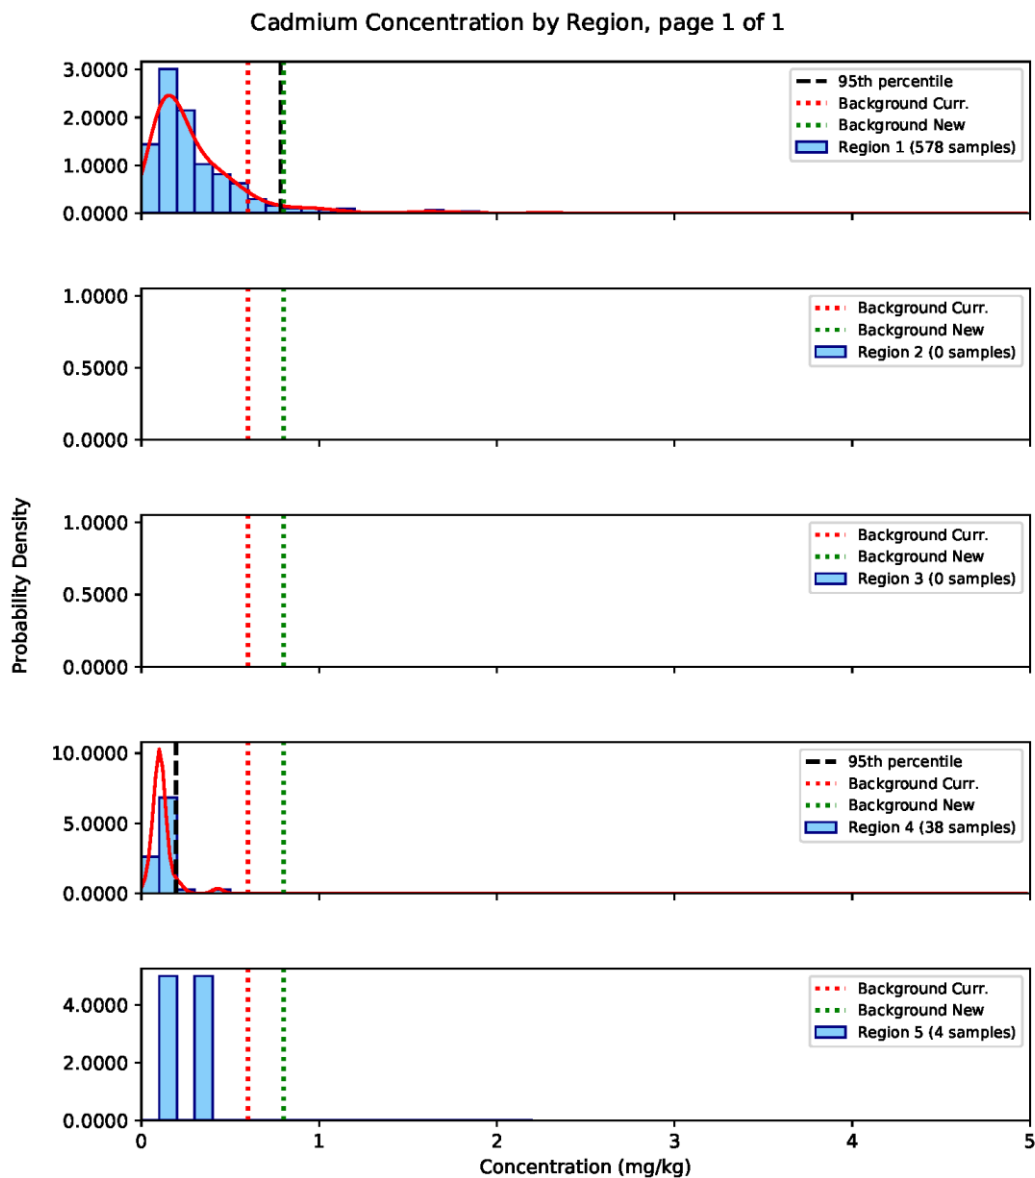 Cadmium Concentration by Region, page 1 of 1
3.0000
2.0000
1.0000
0.0000
95th percentile
Background Curr.
Background New
Region 1 (578 samples)
1.0000
0.5000
0.0000
Background Curr.
Background New
Region 2 (0 samples)
Probability Density
1.0000
0.5000
0.0000
Background Curr.
Background New
Region 3 (0 samples)
10.0000
5.0000
0.0000
95th percentile
Background Curr.
Background New
Region 4 (38 samples)
4.0000
2.0000
0.0000
Background Curr.
Background New
Region 5 (4 samples)
0 1 2 3 4 5
Concentration (mg/kg)